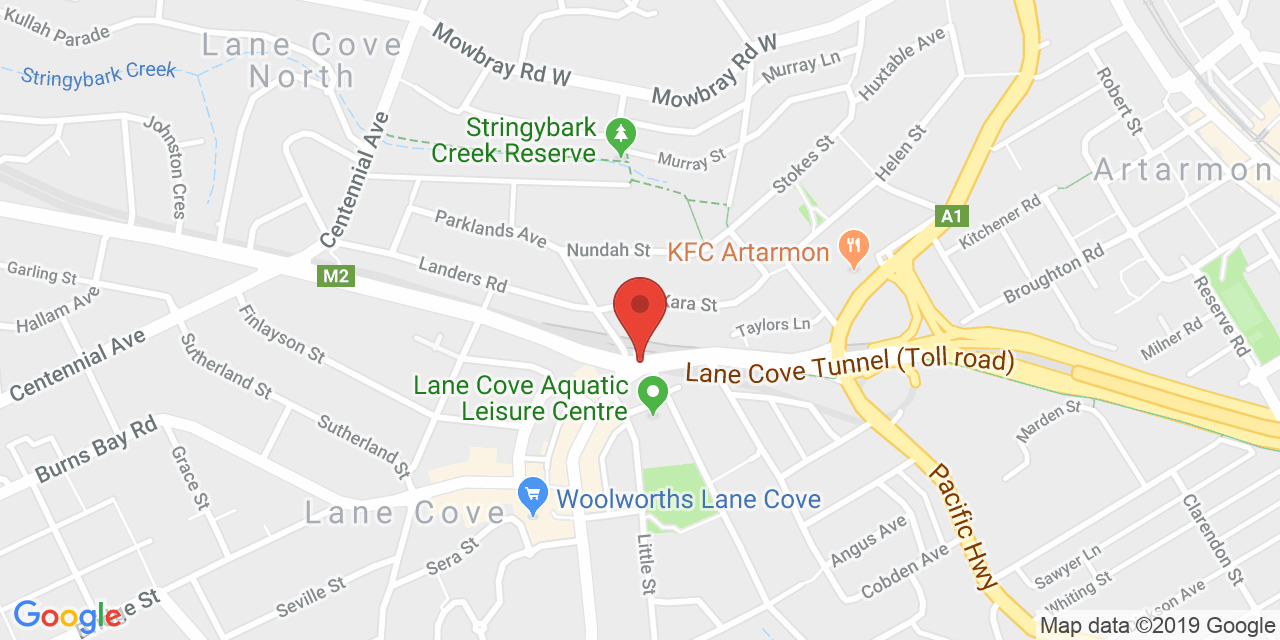 Kullah Parade
Lane Cove
North
Mowbray Rd W
Mowbray Rd W
Murray Ln
Huxtable Ave
Stringybark Creek
Robert St
Johnston Cres
Centennial Ave
Stringybark
Creek Reserve
Murray St
Stokes St
Helen St
Artarmon
A1
Kitchener Rd
Parklands Ave
Nundah St
KFC Artarmon
Broughton Rd
Garling St
M2
Landers Rd
Kara St
Reserve Rd
Hallam Ave
Finlayson St
Taylors Ln
Milner Rd
Centennial Ave
Sutherland St
Lane Cove Tunnel (Toll road)
Lane Cove Aquatic
Leisure Centre
Narden St
Burns Bay Rd
Sutherland St
Grace St
Pacific Hwy
Lane Cove
Woolworths Lane Cove
Clarendon St
Angus Ave
Sera St
Little St
Cobden Ave
Sawyer Ln
Whiting St
Seville St
Google
St
Ave
Map data ©2019 Google